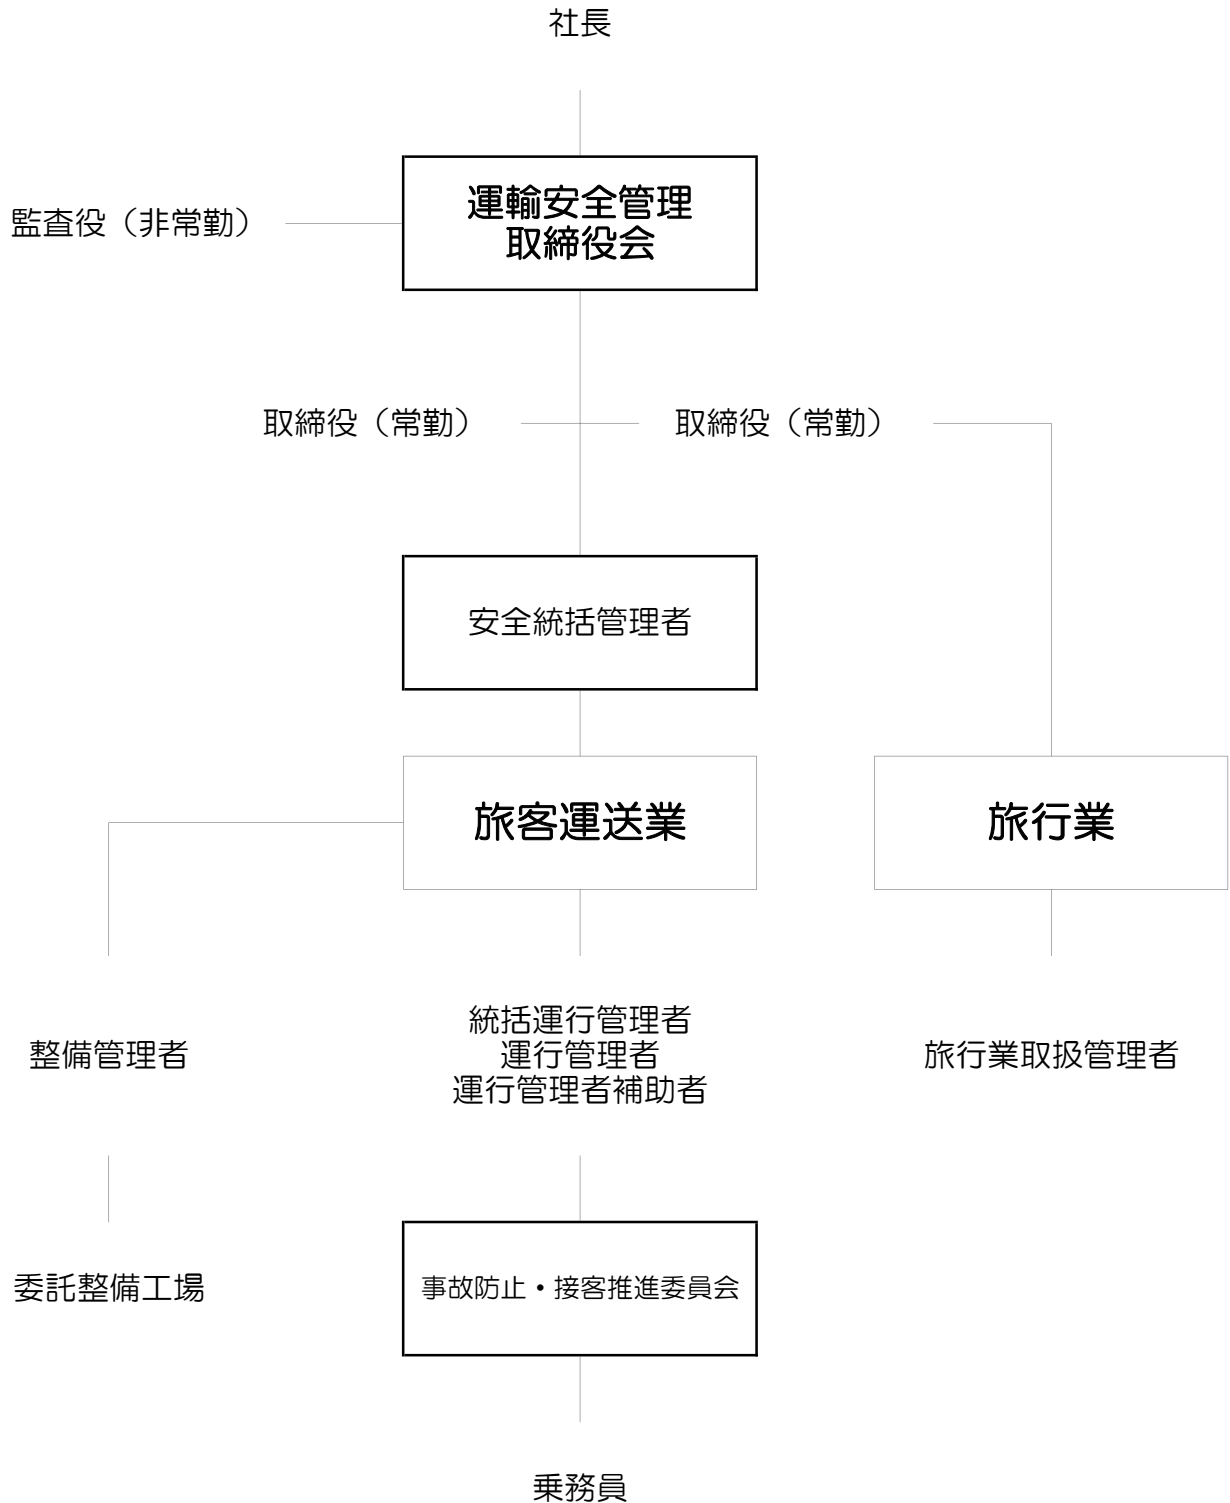 社長
運輸安全管理
取締役会
監査役（非常勤）
取締役（常勤）
取締役（常勤）
安全統括管理者
旅客運送業
旅行業
整備管理者
統括運行管理者
運行管理者
運行管理者補助者
旅行業取扱管理者
委託整備工場
事故防止・接客推進委員会
乗務員